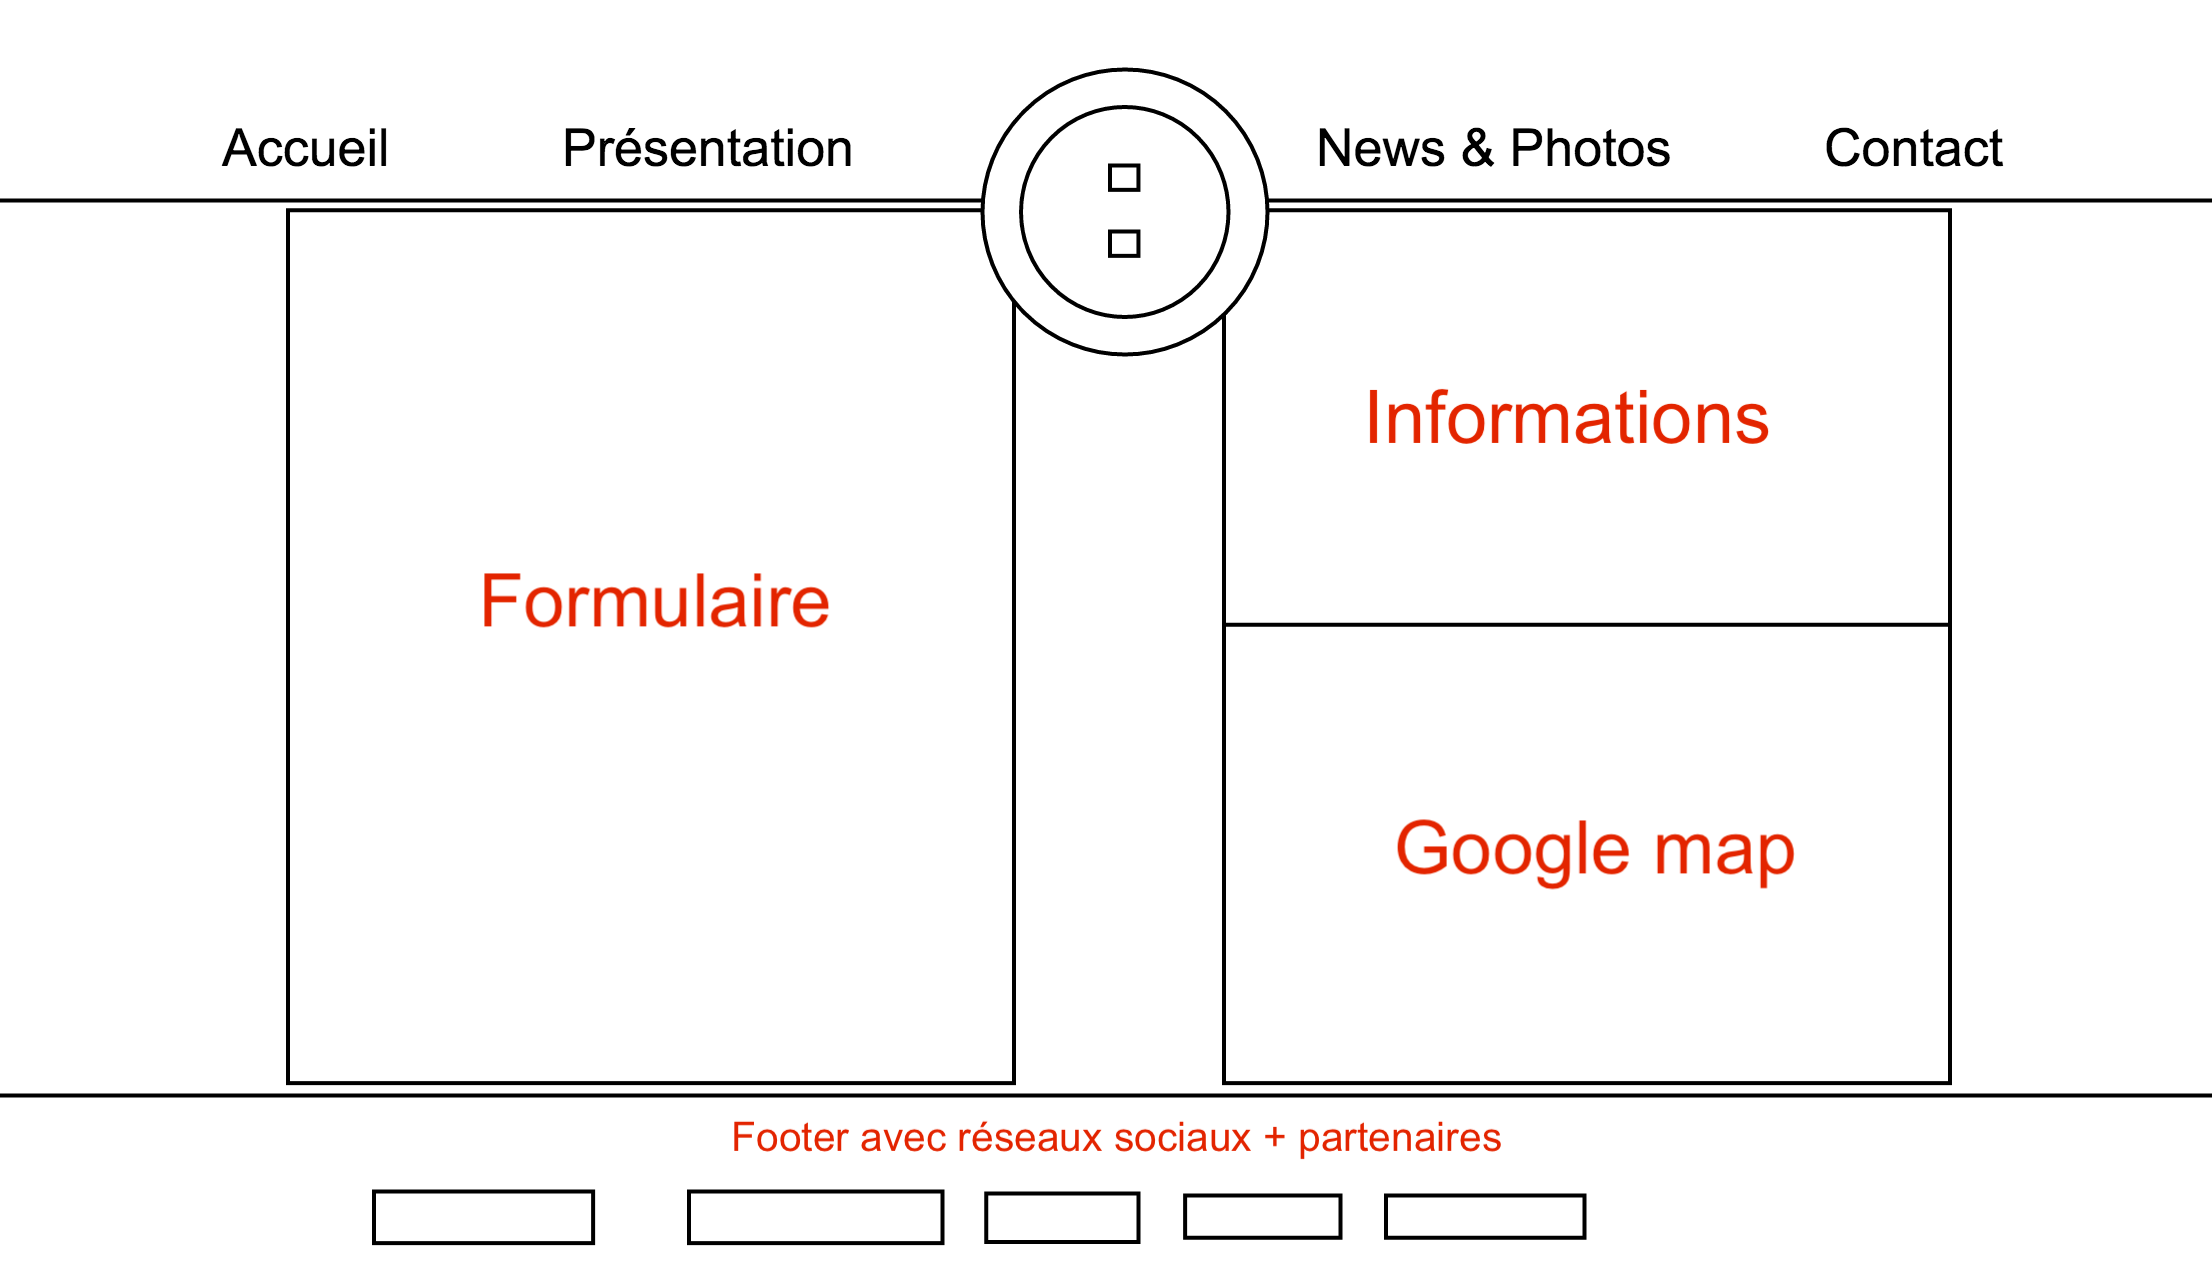 Accueil
Présentation
News & Photos
Contact
Formulaire
Informations
Google map
Footer avec réseaux sociaux + partenaires